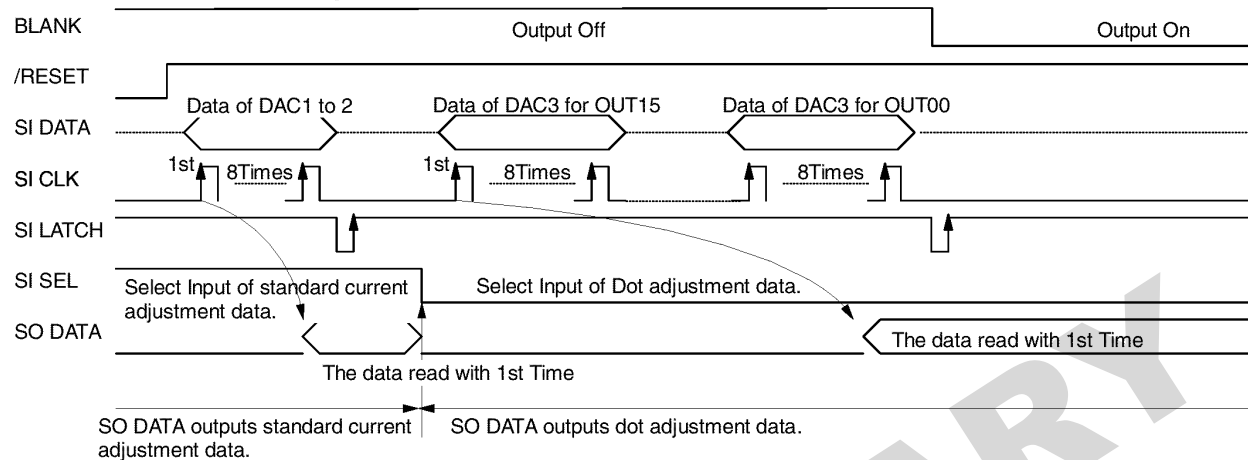 BLANK
Output Off
Output On
/RESET
Data of DAC1 to 2
Data of DAC3 for OUT15
Data of DAC3 for OUT00
SI DATA
1st
8Times
1st
8Times
8Times
SI CLK
SI LATCH
SI SEL
Select Input of standard current
adjustment data.
Select Input of Dot adjustment data.
SO DATA
The data read with 1st Time
The data read with 1st Time
SO DATA outputs standard current
adjustment data.
SO DATA outputs dot adjustment data.
ARY